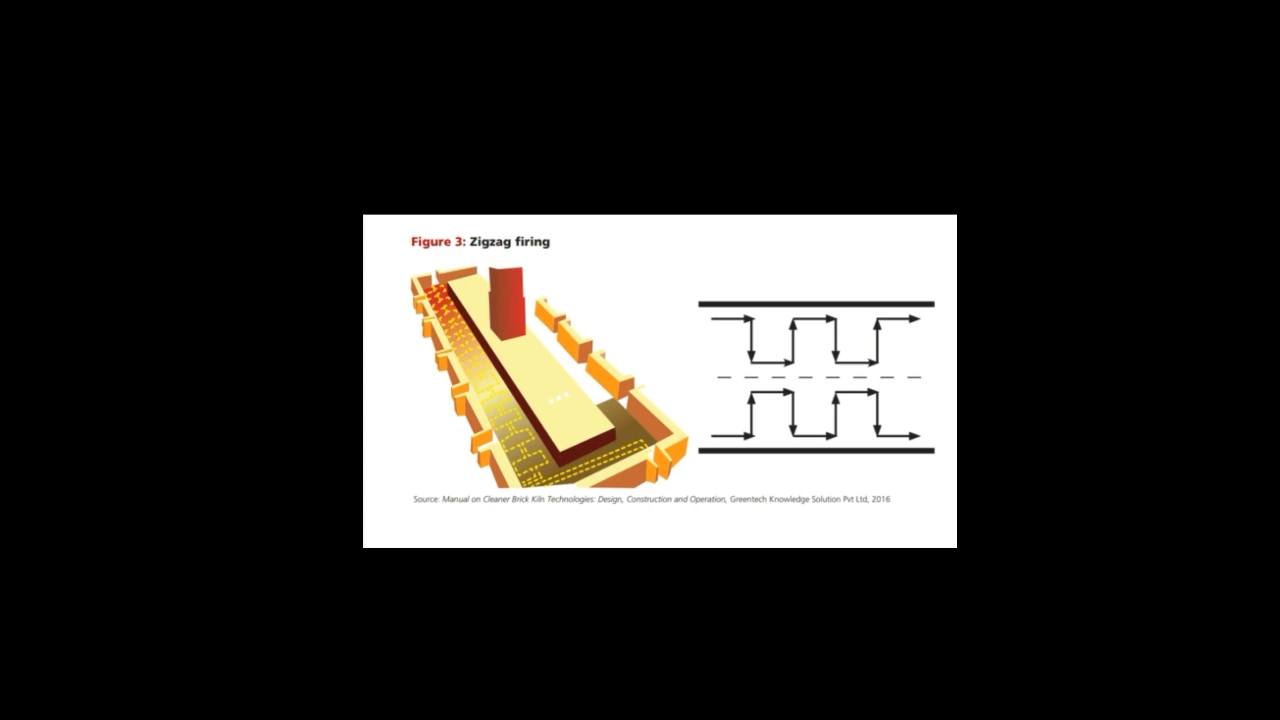 Figure 3: Zigzag firing
Source: Manual on Cleaner Brick Kiln Technologies: Design, Construction and Operation, Greentech Knowledge Solution Pvt Ltd, 2016